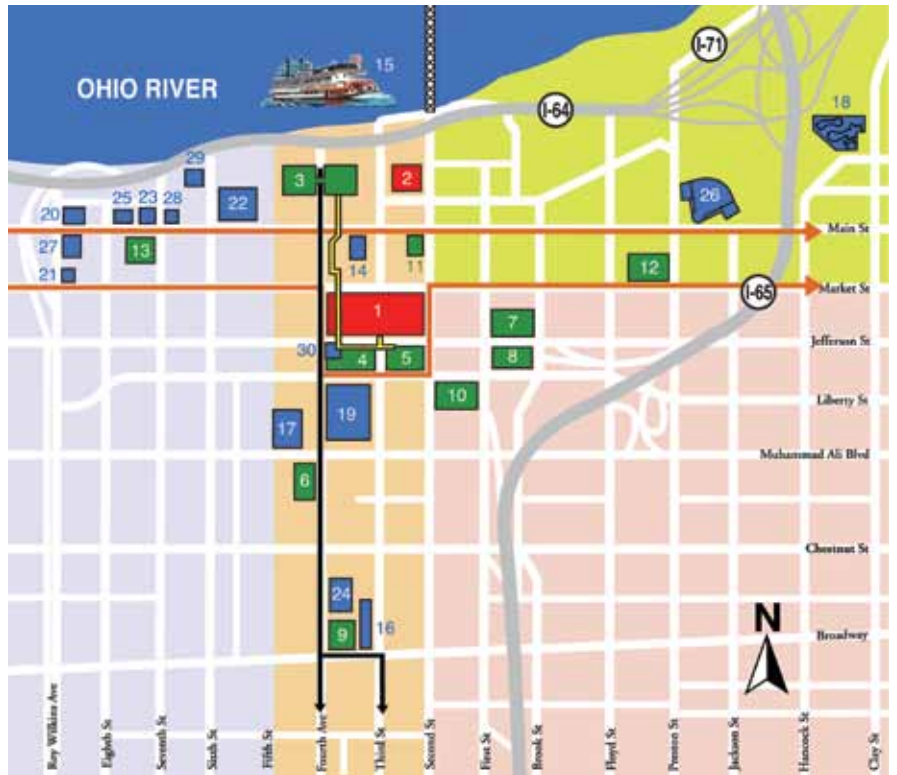 I-71
15
OHIO RIVER
18
I-64
29
3
2
20
25
23
28
22
26
Main St
27
13
14
11
12
21
Market St
I-65
1
7
Jefferson St
30
4
5
8
10
Liberty St
19
17
Muhammad Ali Blvd
6
Chestnut St
24
N
9
16
Broadway
Roy Wilkins Ave
Eighth St
Seventh St
Sixth St
Fifth St
Fourth Ave
Third St
Second St
First St
Brook St
Floyd St
Preston St
Jackson St
Hancock St
Clay St